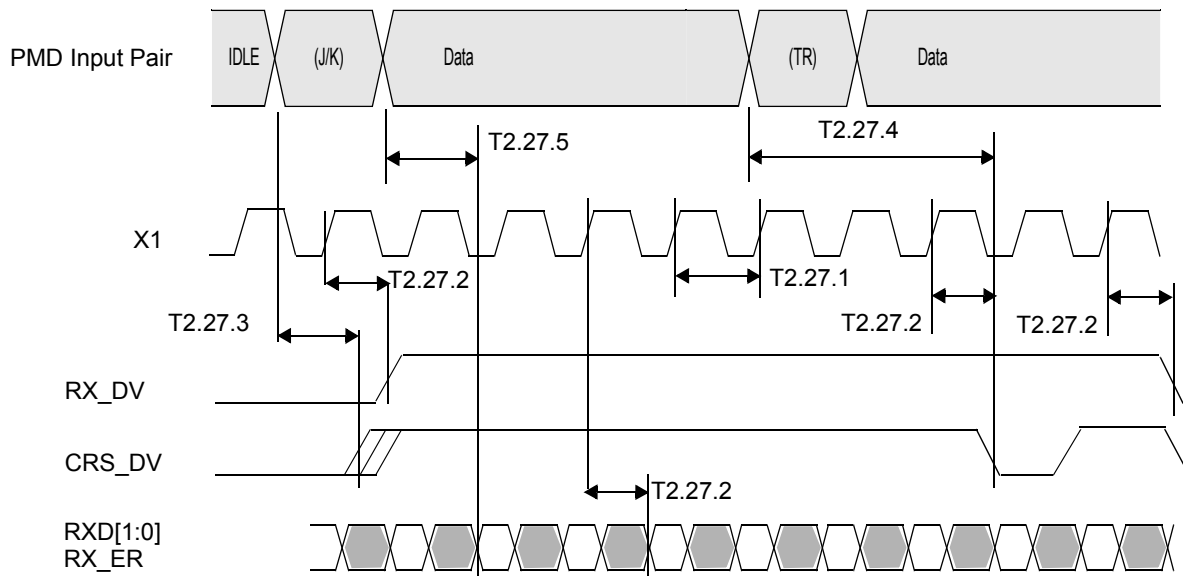 PMD Input Pair
IDLE
(J/K)
Data
(TR)
Data
T2.27.5
T2.27.4
X1
T2.27.2
T2.27.1
T2.27.3
T2.27.2
T2.27.2
RX_DV
CRS_DV
T2.27.2
RXD[1:0]
RX_ER